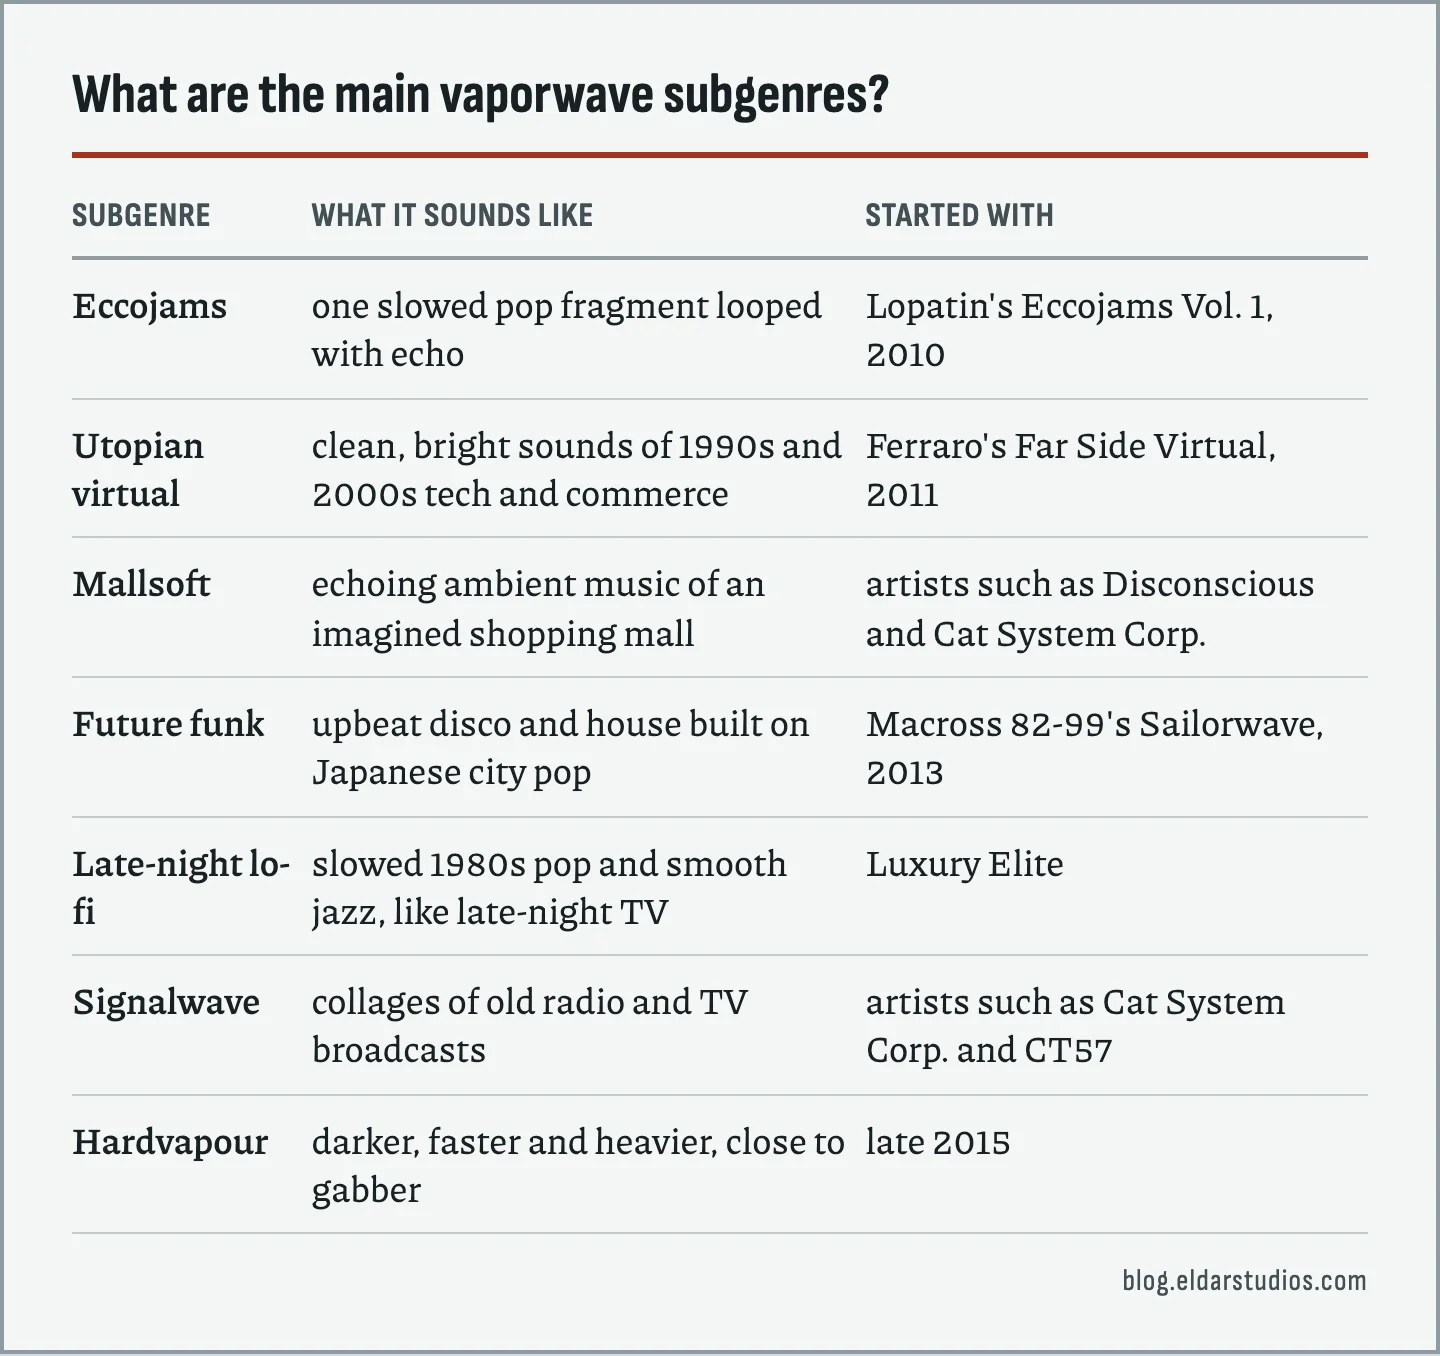 What are the main vaporwave subgenres?
SUBGENRE WHAT IT SOUNDS LIKE STARTED WITH
Eccojams one slowed pop fragment looped Lopatin's Eccojams Vol. 1,
with echo 2010
Utopian clean, bright sounds of 1990s and Ferraro's Far Side Virtual,
virtual 2000s tech and commerce 2011
Mallsoft echoing ambient music of an artists such as Disconscious
imagined shopping mall and Cat System Corp.
Future funk upbeat disco and house built on Macross 82-99's Sailorwave,
Japanese city pop 2013
Late-night lo- slowed 1980s pop and smooth Luxury Elite
fi jazz, like late-night TV
Signalwave collages of old radio and TV artists such as Cat System
broadcasts Corp. and CT57
Hardvapour darker, faster and heavier, close to late 2015
gabber
blog.eldarstudios.com